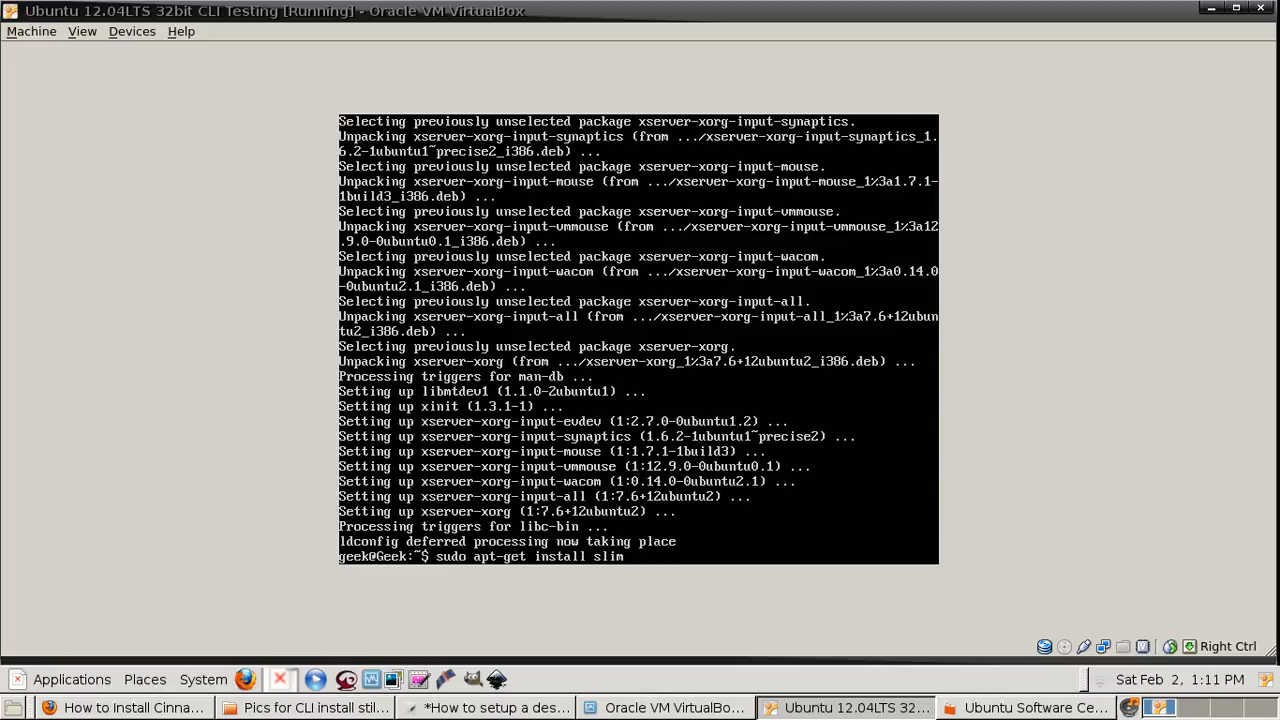 Ubuntu 12.04LTS 32bit CLI Testing [Running] - Oracle VM VirtualBox
Machine View Devices Help
Selecting previously unselected package xserver-xorg-input-synaptics.
Unpacking xserver-xorg-input-synaptics (from .../xserver-xorg-input-synaptics_1.
6.2-1ubuntu1~precise2_i386.deb) ...
Selecting previously unselected package xserver-xorg-input-mouse.
Unpacking xserver-xorg-input-mouse (from .../xserver-xorg-input-mouse_1%3a1.7.1-
1build3_i386.deb) ...
Selecting previously unselected package xserver-xorg-input-vmmouse.
Unpacking xserver-xorg-input-vmmouse (from .../xserver-xorg-input-vmmouse_1%3a12
.9.0-0ubuntu0.1_i386.deb) ...
Selecting previously unselected package xserver-xorg-input-wacom.
Unpacking xserver-xorg-input-wacom (from .../xserver-xorg-input-wacom_1%3a0.14.0
-0ubuntu2.1_i386.deb) ...
Selecting previously unselected package xserver-xorg-input-all.
Unpacking xserver-xorg-input-all (from .../xserver-xorg-input-all_1%3a7.6+12ubun
tu2_i386.deb) ...
Selecting previously unselected package xserver-xorg.
Unpacking xserver-xorg (from .../xserver-xorg_1%3a7.6+12ubuntu2_i386.deb) ...
Processing triggers for man-db ...
Setting up libmtdev1 (1.1.0-2ubuntu1) ...
Setting up xinit (1.3.1-1) ...
Setting up xserver-xorg-input-evdev (1:2.7.0-0ubuntu1.2) ...
Setting up xserver-xorg-input-synaptics (1.6.2-1ubuntu1~precise2) ...
Setting up xserver-xorg-input-mouse (1:1.7.1-1build3) ...
Setting up xserver-xorg-input-vmmouse (1:12.9.0-0ubuntu0.1) ...
Setting up xserver-xorg-input-wacom (1:0.14.0-0ubuntu2.1) ...
Setting up xserver-xorg-input-all (1:7.6+12ubuntu2) ...
Setting up xserver-xorg (1:7.6+12ubuntu2) ...
Processing triggers for libc-bin ...
ldconfig deferred processing now taking place
geek@Geek:~$ sudo apt-get install slim
Right Ctrl
Applications Places System Sat Feb 2, 1:11 PM
How to Install Cinna... Pics for CLI install stil... *How to setup a des... Oracle VM VirtualBo... Ubuntu 12.04LTS 32... Ubuntu Software Ce...